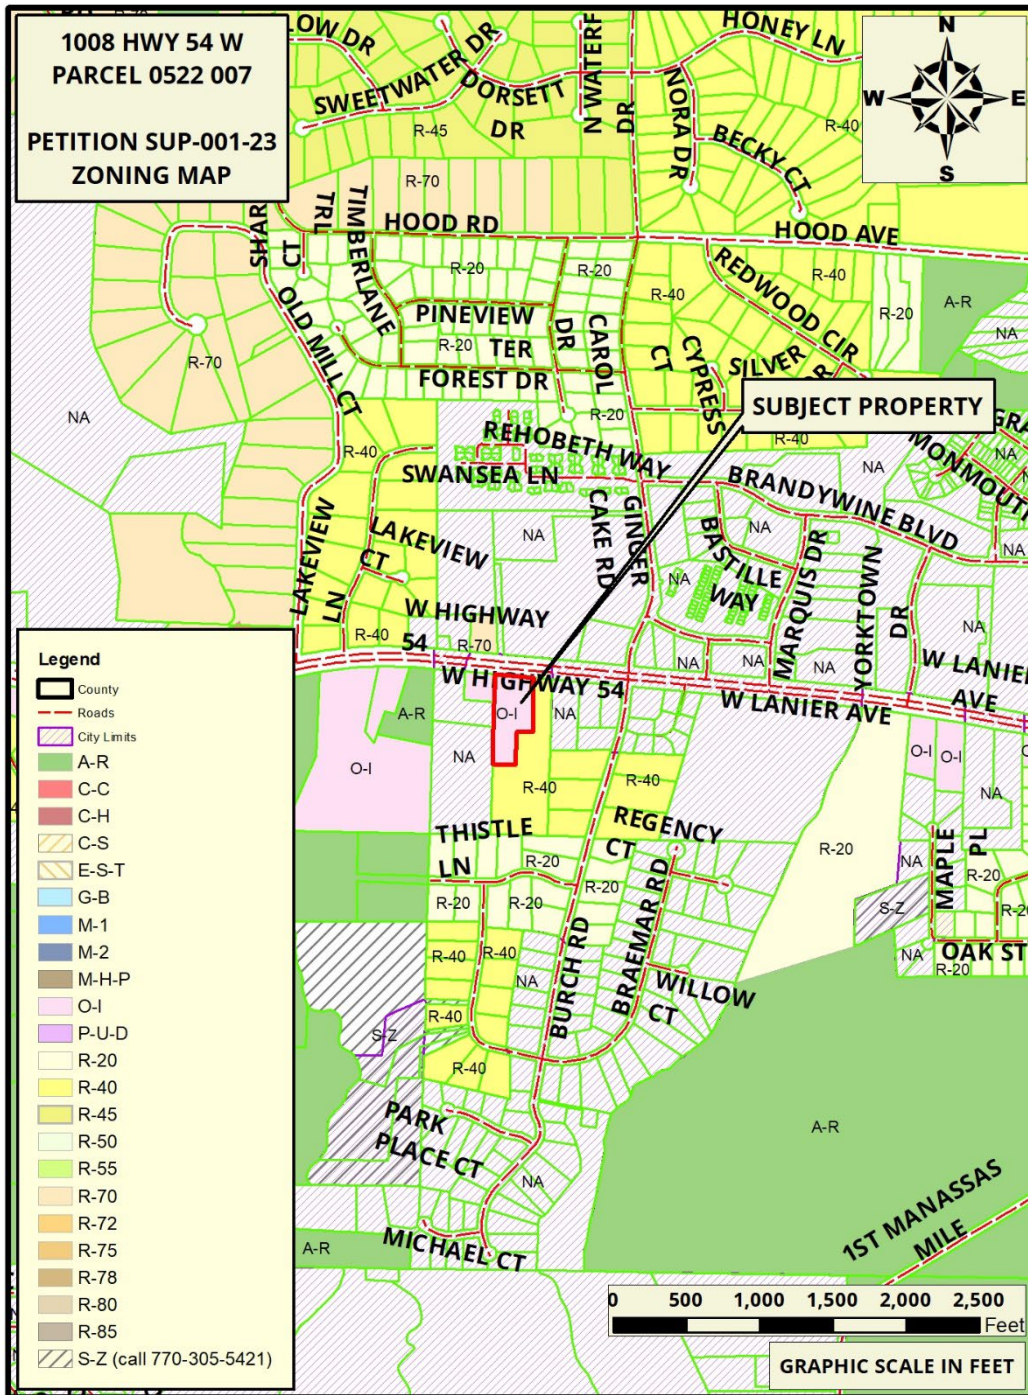 1008 HWY 54 W
PARCEL 0522 007
PETITION SUP-001-23
ZONING MAP
N
W
E
S
LOW DR
SWEETWATER DR
DORSETT
DR
N WATERF
DR
HONEY LN
NORA DR
BECKY CT
R-45
R-40
R-70
SHAR
CT
TRL
TIMBERLANE
HOOD RD
HOOD AVE
R-20
R-20
R-40
REDWOOD CIR
R-40
R-20
A-R
NA
PINEVIEW
TER
R-20
DR
CAROL
CT
CYPRESS
SILVER
DR
OLD MILL CT
R-70
NA
FOREST DR
R-20
SUBJECT PROPERTY
R-40
REHOBETH WAY
SWANSEA LN
R-40
NA
GRA
NA
MONMOUTH
BRANDYWINE BLVD
NA
NA
CAKE RD
GINGER
BASTILLE
WAY
NA
NA
MARQUIS DR
YORKTOWN
DR
NA
LAKEVIEW
LN
LAKEVIEW
CT
R-40
W HIGHWAY
54
R-70
W HIGHWAY 54
NA
NA
NA
W LANIER
AVE
W LANIER AVE
A-R
O-I
O-I
NA
NA
R-40
R-40
O-I
O-I
NA
THISTLE
LN
R-20
REGENCY
CT
R-20
R-20
R-20
R-20
NA
MAPLE
PL
R-20
R-20
S-Z
NA
OAK ST
R-20
R-40
R-40
NA
BURCH RD
BRAEMAR RD
WILLOW
CT
S-Z
R-40
R-40
PARK
PLACE CT
NA
A-R
A-R
MICHAEL CT
1ST MANASSAS
MILE
Legend
County
Roads
City Limits
A-R
C-C
C-H
C-S
E-S-T
G-B
M-1
M-2
M-H-P
O-I
P-U-D
R-20
R-40
R-45
R-50
R-55
R-70
R-72
R-75
R-78
R-80
R-85
S-Z (call 770-305-5421)
0 500 1,000 1,500 2,000 2,500
Feet
GRAPHIC SCALE IN FEET